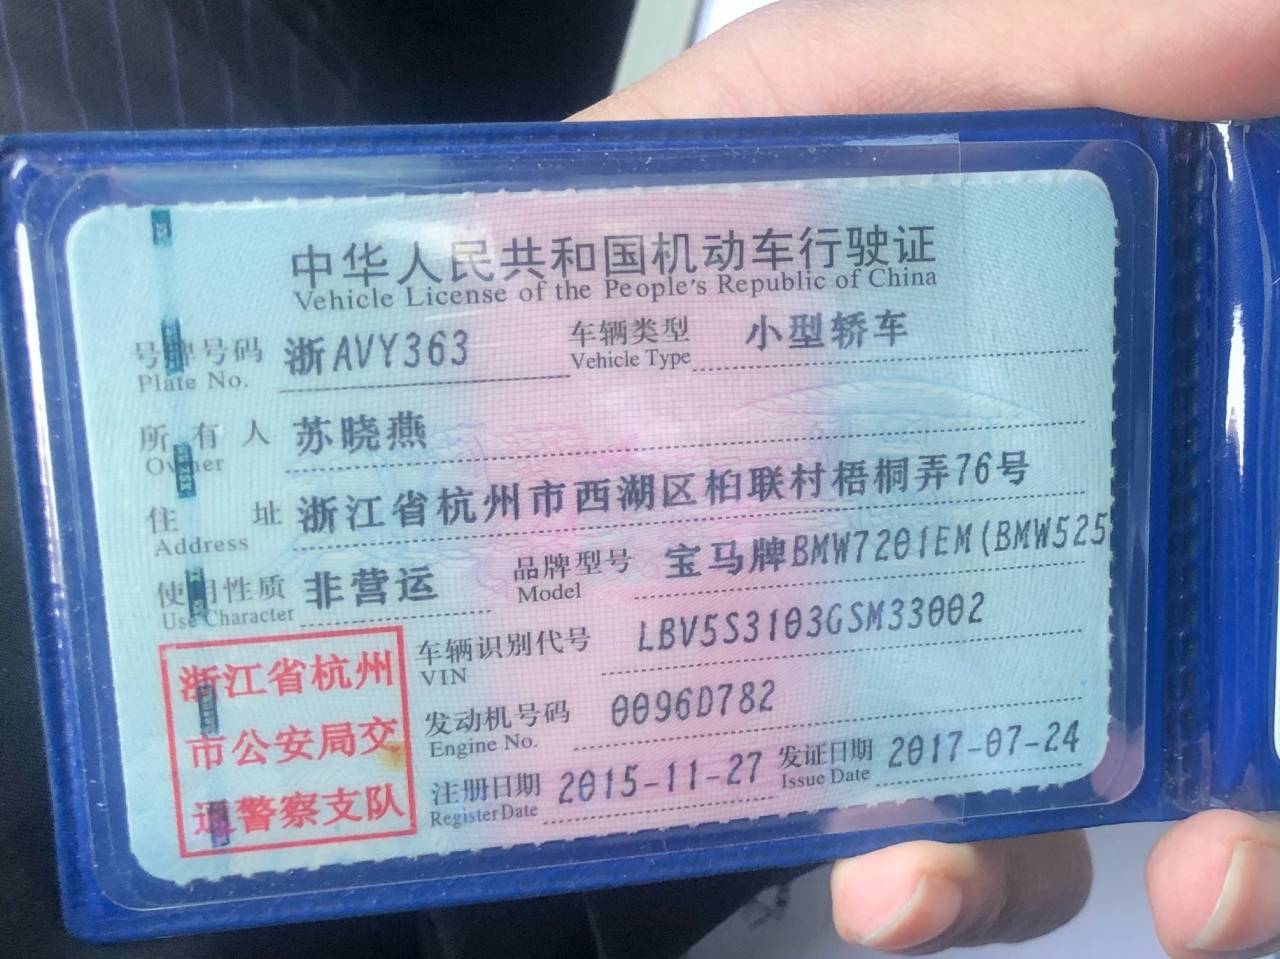 中华人民共和国机动车行驶证
Vehicle License of the People's Republic of China
号牌号码 浙AVY363 车辆类型 小型轿车
Plate No. Vehicle Type
所有人 苏晓燕
Owner
住址 浙江省杭州市西湖区柏联村梧桐弄76号
Address
使用性质 非营运 品牌型号 宝马牌BMW7201EM(BMW525
Use Character Model
车辆识别代号 LBV5S3103GSM33002
VIN
发动机号码 0096D782
Engine No.
注册日期 2015-11-27 发证日期 2017-07-24
Register Date Issue Date
浙江省杭州
市公安局交
通警察支队